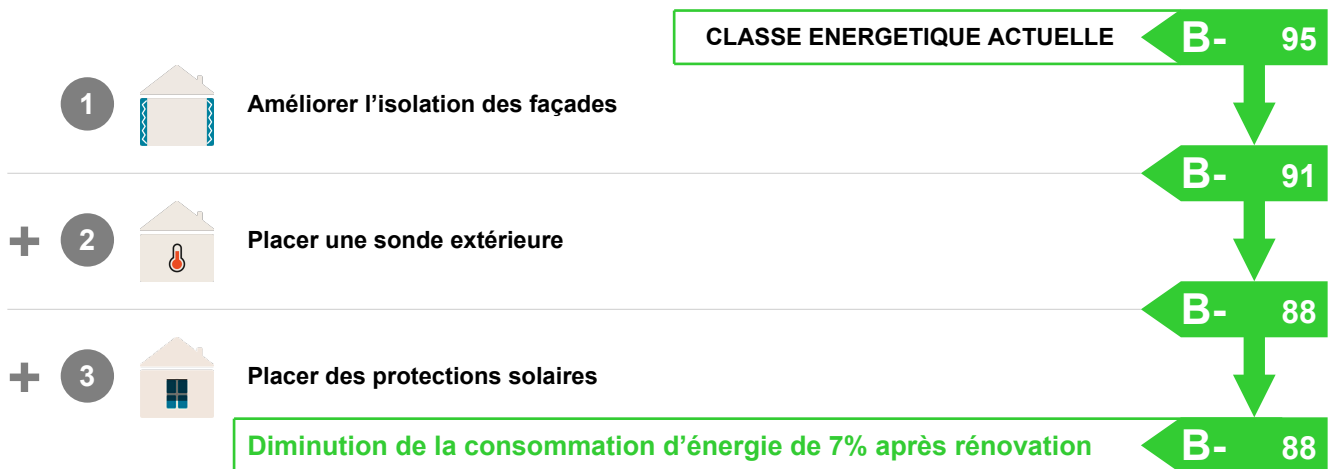 CLASSE ENERGETIQUE ACTUELLE B- 95
1 Améliorer l’isolation des façades
B- 91
+ 2 Placer une sonde extérieure
B- 88
+ 3 Placer des protections solaires
Diminution de la consommation d’énergie de 7% après rénovation B- 88